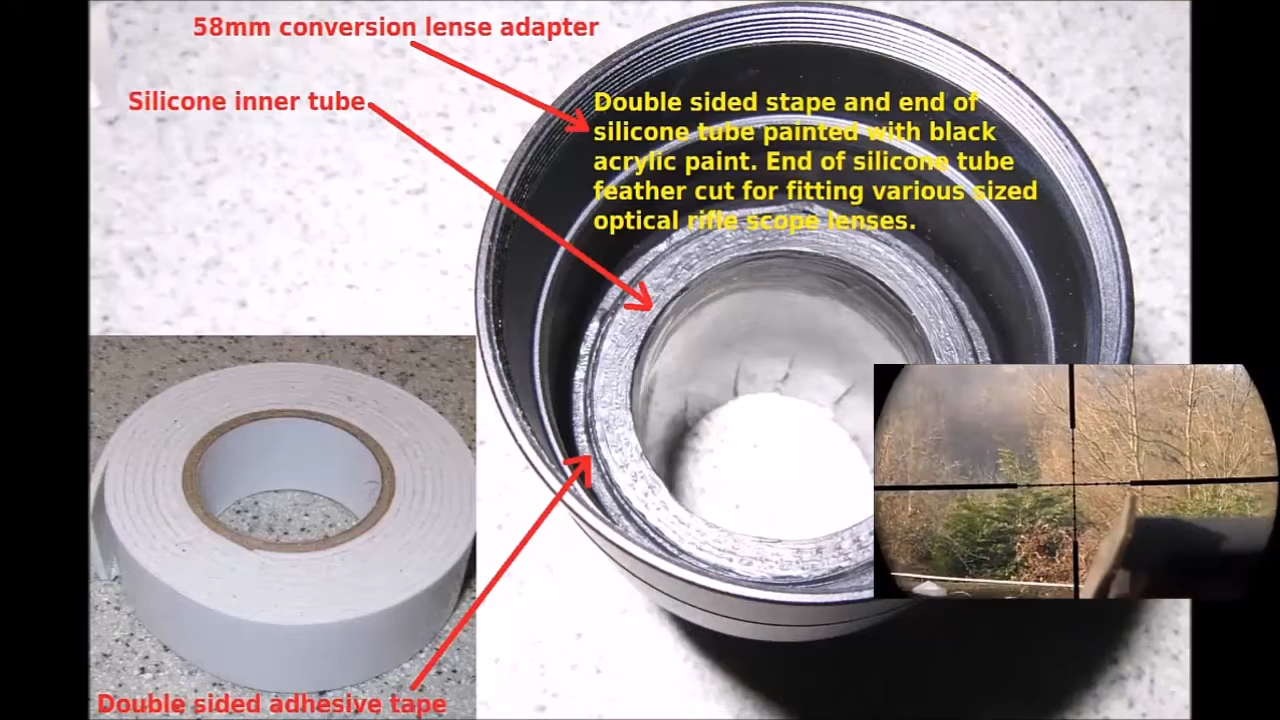 58mm conversion lense adapter
Silicone inner tube
Double sided stape and end of
silicone tube painted with black
acrylic paint. End of silicone tube
feather cut for fitting various sized
optical rifle scope lenses.
Double sided adhesive tape